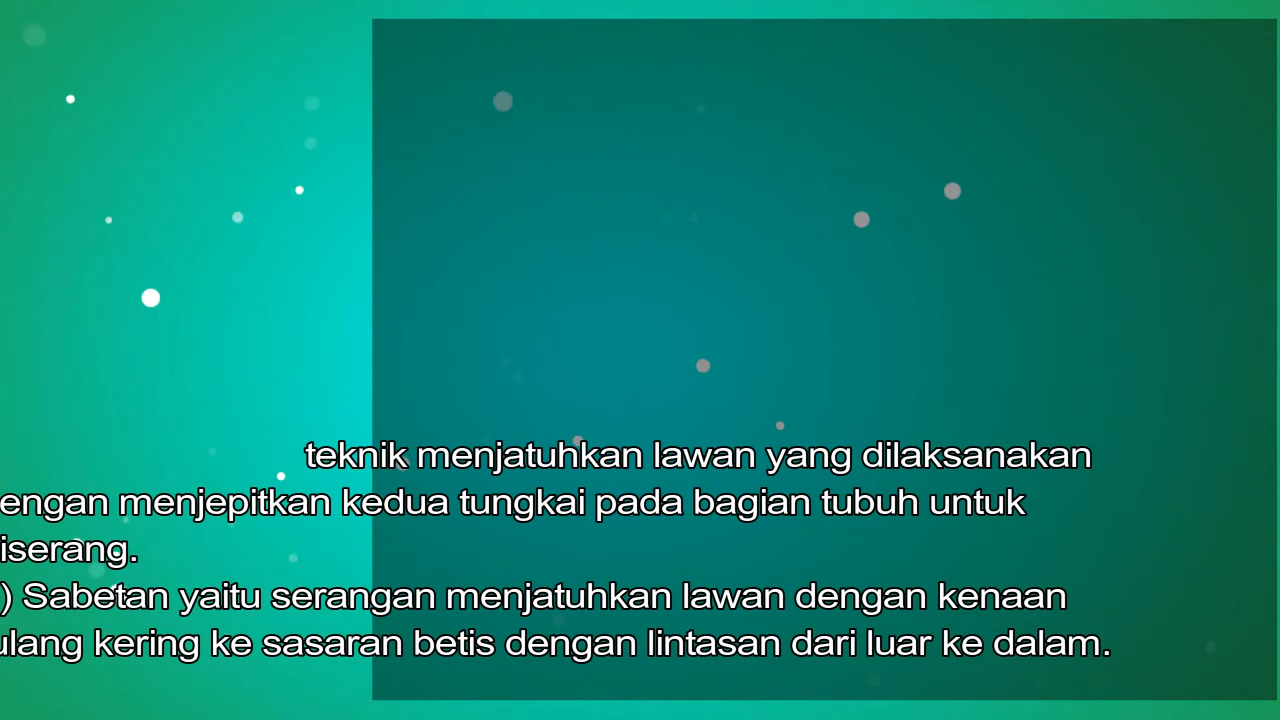 teknik menjatuhkan lawan yang dilaksanakan
engan menjepitkan kedua tungkai pada bagian tubuh untuk
iserang.
) Sabetan yaitu serangan menjatuhkan lawan dengan kenaan
ulang kering ke sasaran betis dengan lintasan dari luar ke dalam.